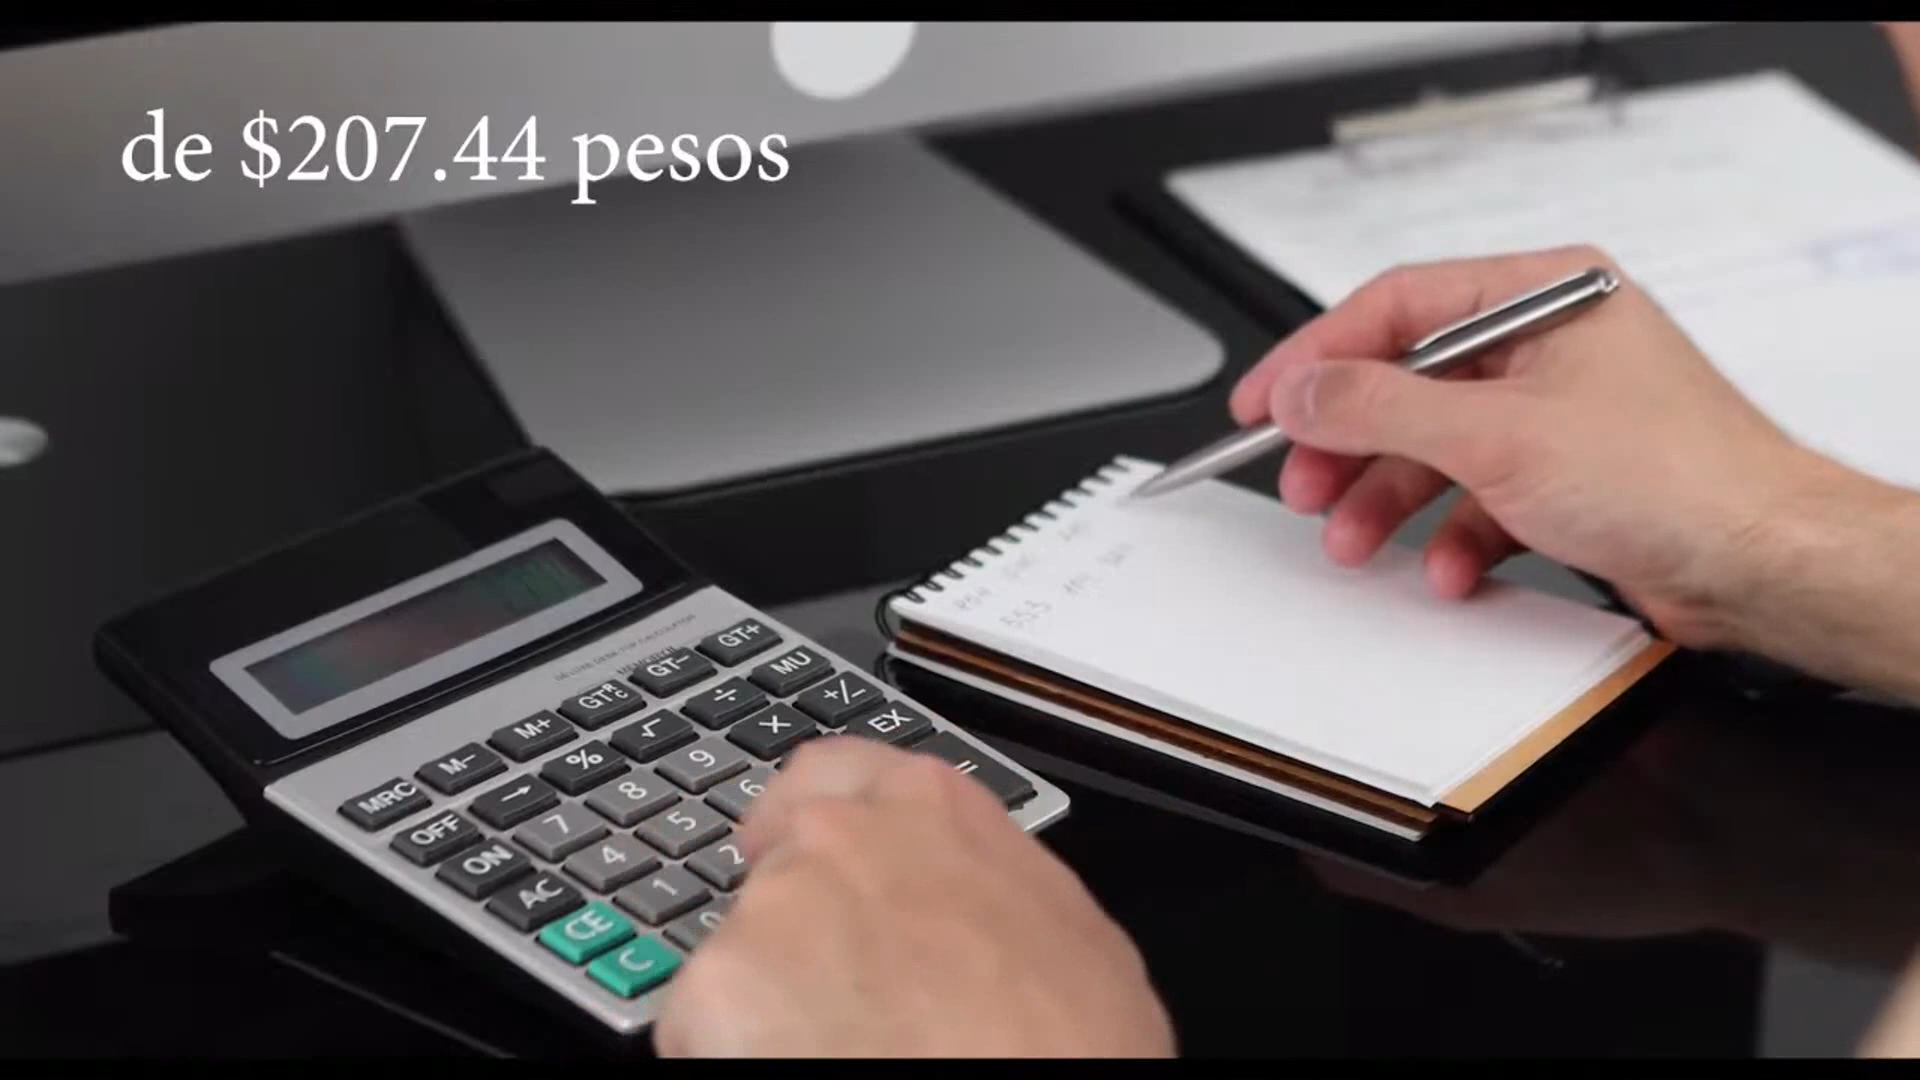 de $207.44 pesos
GT+
GT-
MU
M+
÷
+/-
M-
√
×
EX
MRC
%
9
=
→
8
6
OFF
7
5
ON
4
2
AC
1
CE
0
C